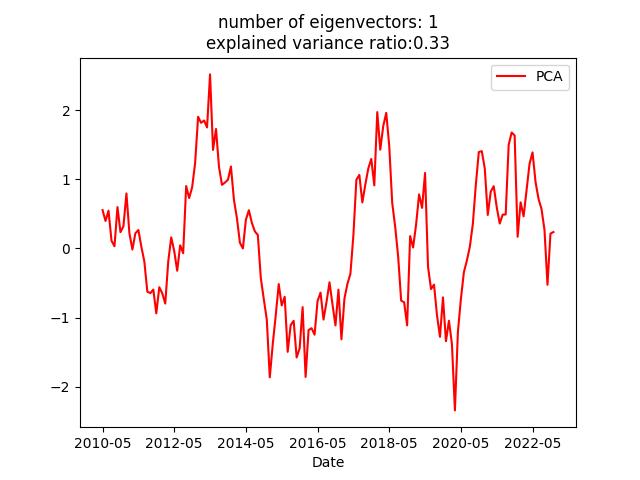 number of eigenvectors: 1
explained variance ratio:0.33
PCA
2
1
0
−1
−2
2010-05 2012-05 2014-05 2016-05 2018-05 2020-05 2022-05
Date